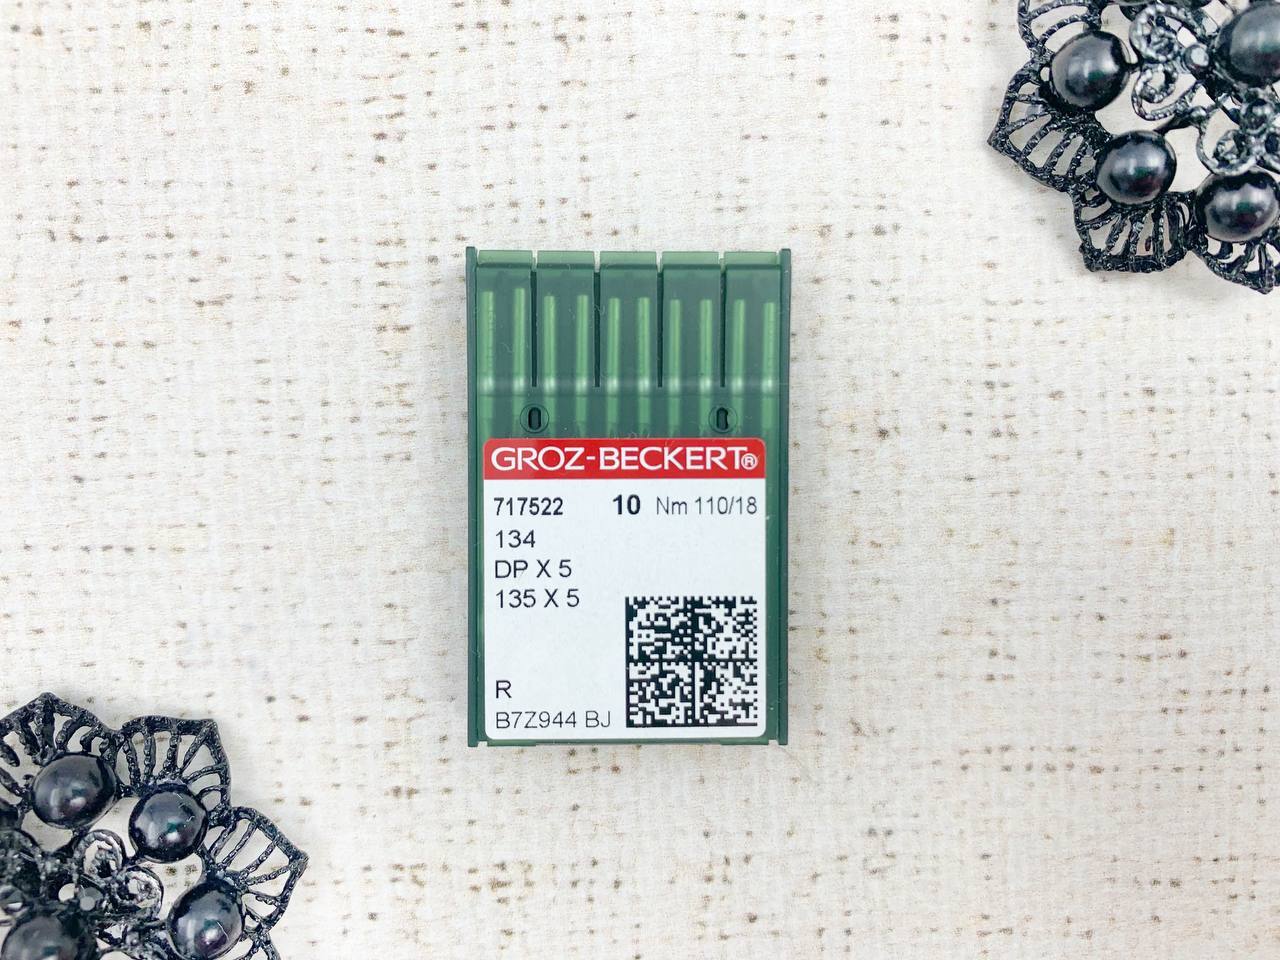 GROZ-BECKERT®
717522 10 Nm 110/18
134
DP X 5
135 X 5
R
B7Z944 BJ